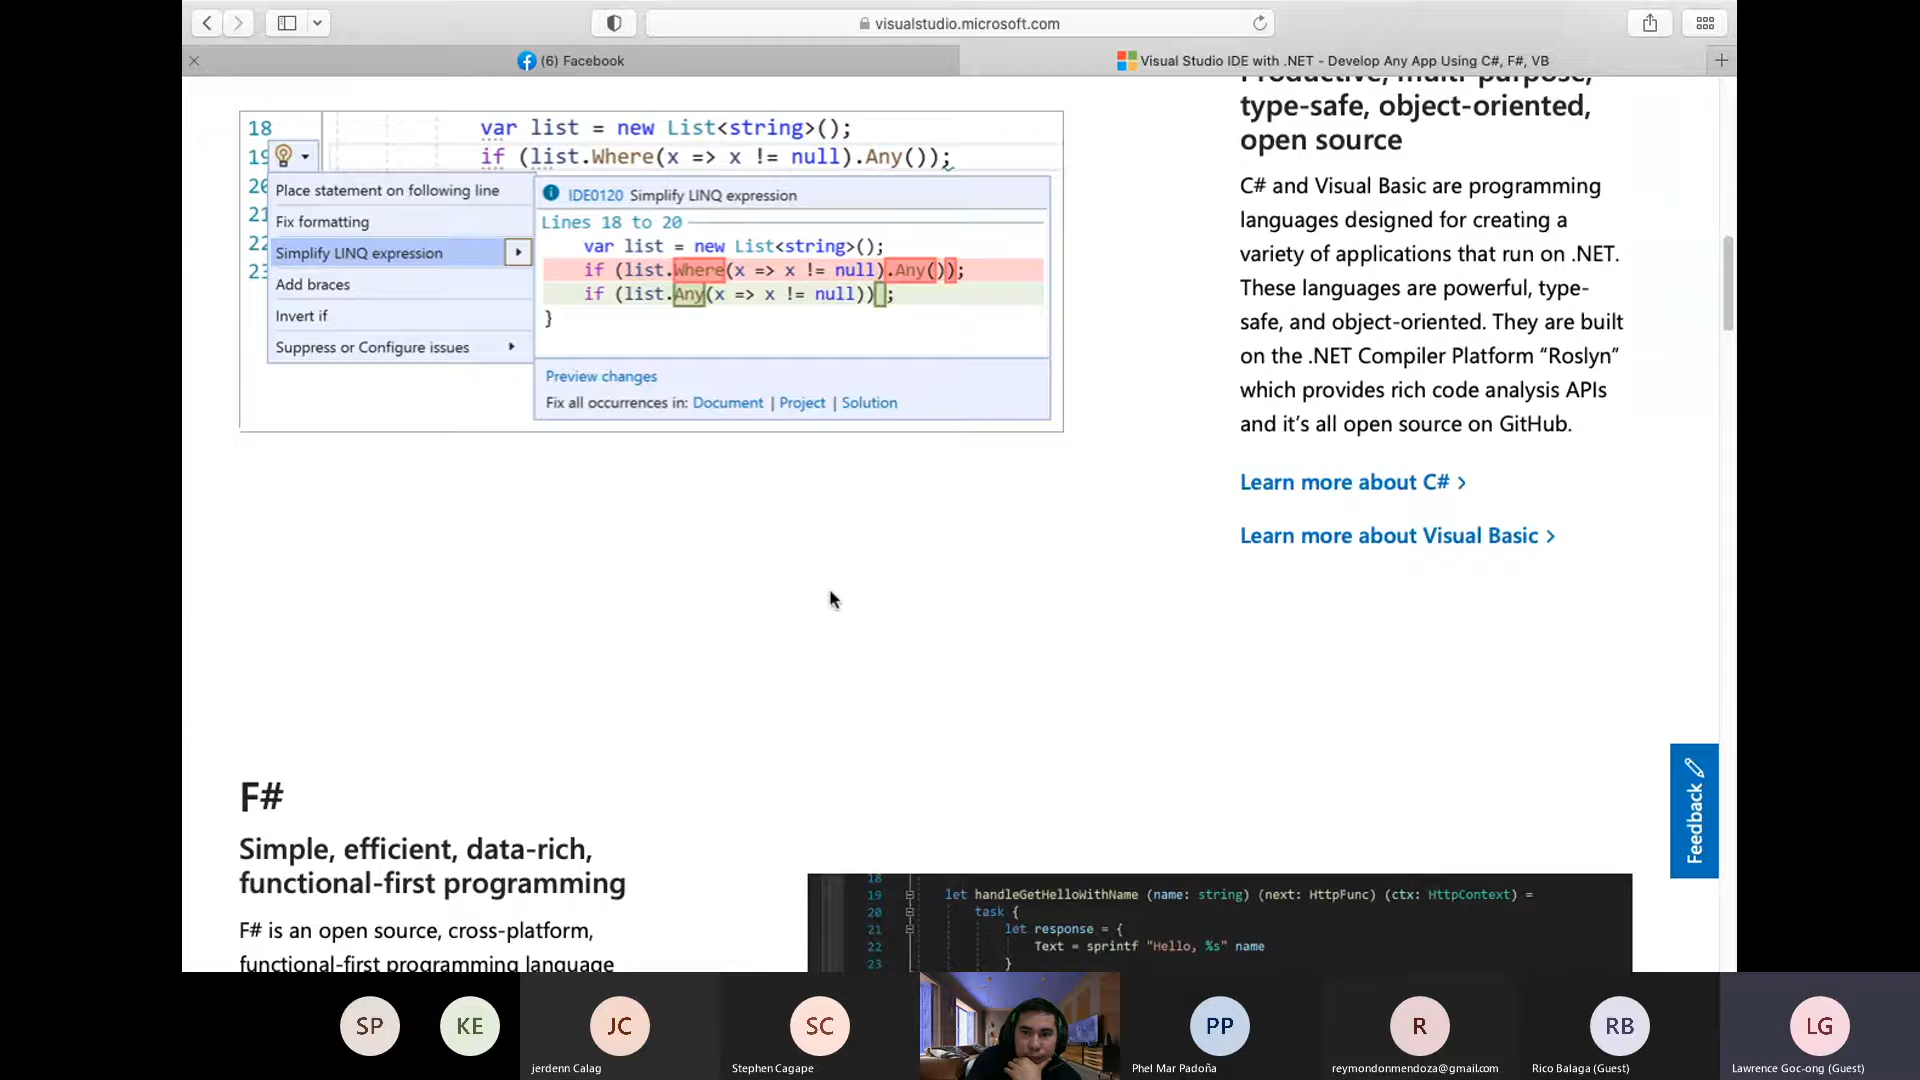 visualstudio.microsoft.com
(6) Facebook
Visual Studio IDE with .NET - Develop Any App Using C#, F#, VB
18 var list = new List<string>();
19 if (list.Where(x => x != null).Any());
20
21
22
23
Place statement on following line
Fix formatting
Simplify LINQ expression
Add braces
Invert if
Suppress or Configure issues
IDE0120 Simplify LINQ expression
Lines 18 to 20
var list = new List<string>();
if (list.Where(x => x != null).Any());
if (list.Any(x => x != null)) ;
}
Preview changes
Fix all occurrences in: Document | Project | Solution
Productive, multi-purpose,
type-safe, object-oriented,
open source
C# and Visual Basic are programming
languages designed for creating a
variety of applications that run on .NET.
These languages are powerful, type-
safe, and object-oriented. They are built
on the .NET Compiler Platform “Roslyn”
which provides rich code analysis APIs
and it’s all open source on GitHub.
Learn more about C# >
Learn more about Visual Basic >
Feedback
F#
Simple, efficient, data-rich,
functional-first programming
F# is an open source, cross-platform,
functional-first programming language
18
19 let handleGetHelloWithName (name: string) (next: HttpFunc) (ctx: HttpContext) =
20 task {
21 let response = {
22 Text = sprintf "Hello, %s" name
23 }
SP
KE
JC
jerdenn Calag
SC
Stephen Cagape
PP
Phel Mar Padoña
R
reymondonmendoza@gmail.com
RB
Rico Balaga (Guest)
LG
Lawrence Goc-ong (Guest)